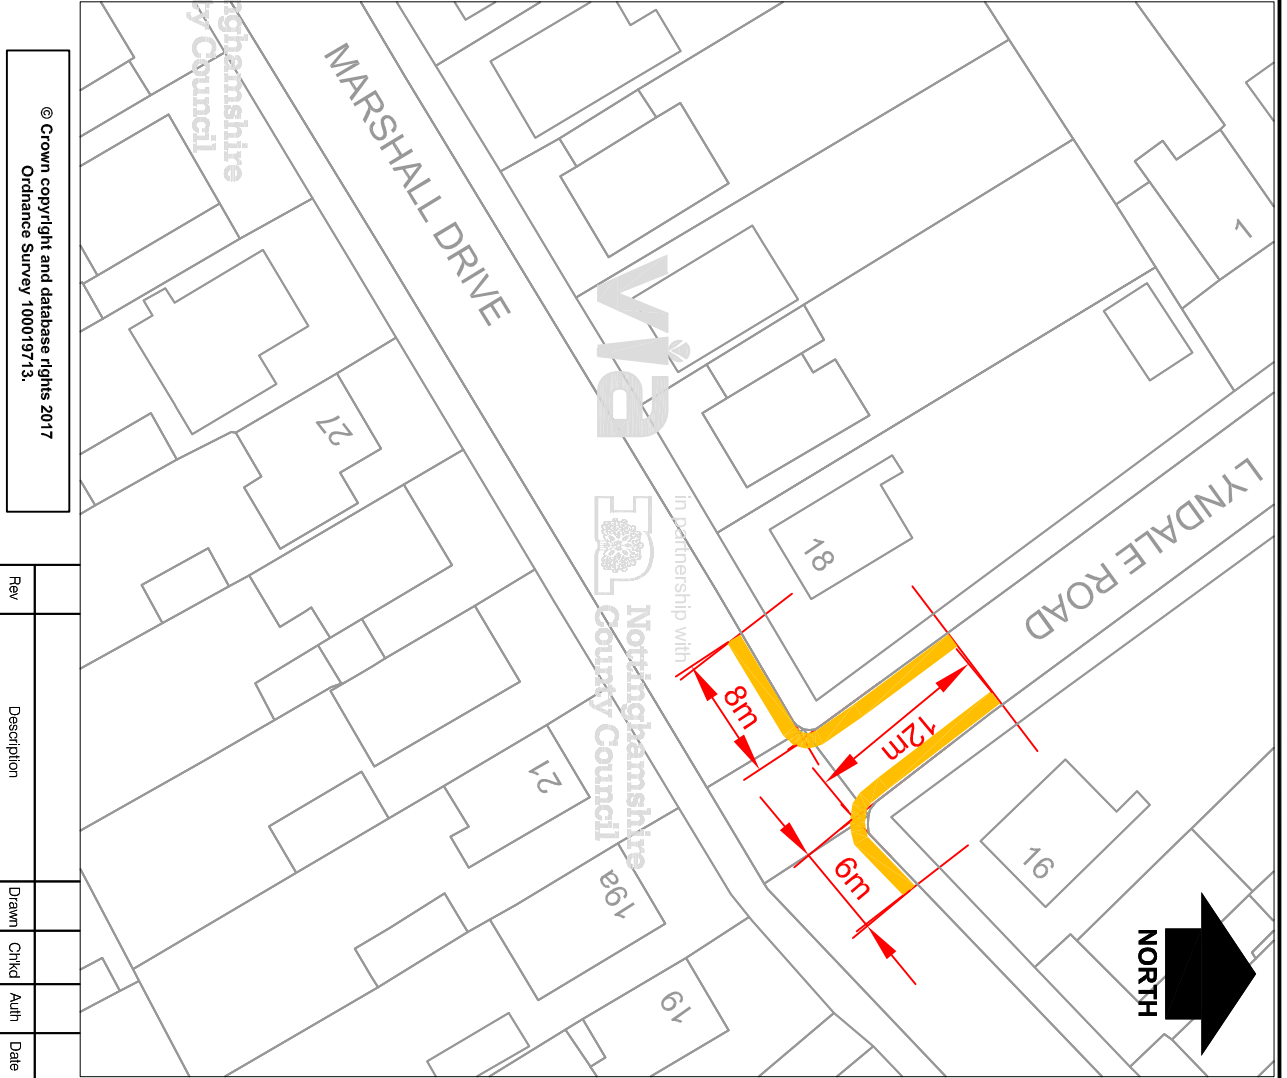 NORTH
1
LYNDALE ROAD
MARSHALL DRIVE
18
16
12m
8m
6m
27
21
19a
19
via
in partnership with
Nottinghamshire
County Council
nghamshire
ty Council
© Crown copyright and database rights 2017
Ordnance Survey 100019713.
Rev
Description
Drawn
Chkd
Auth
Date